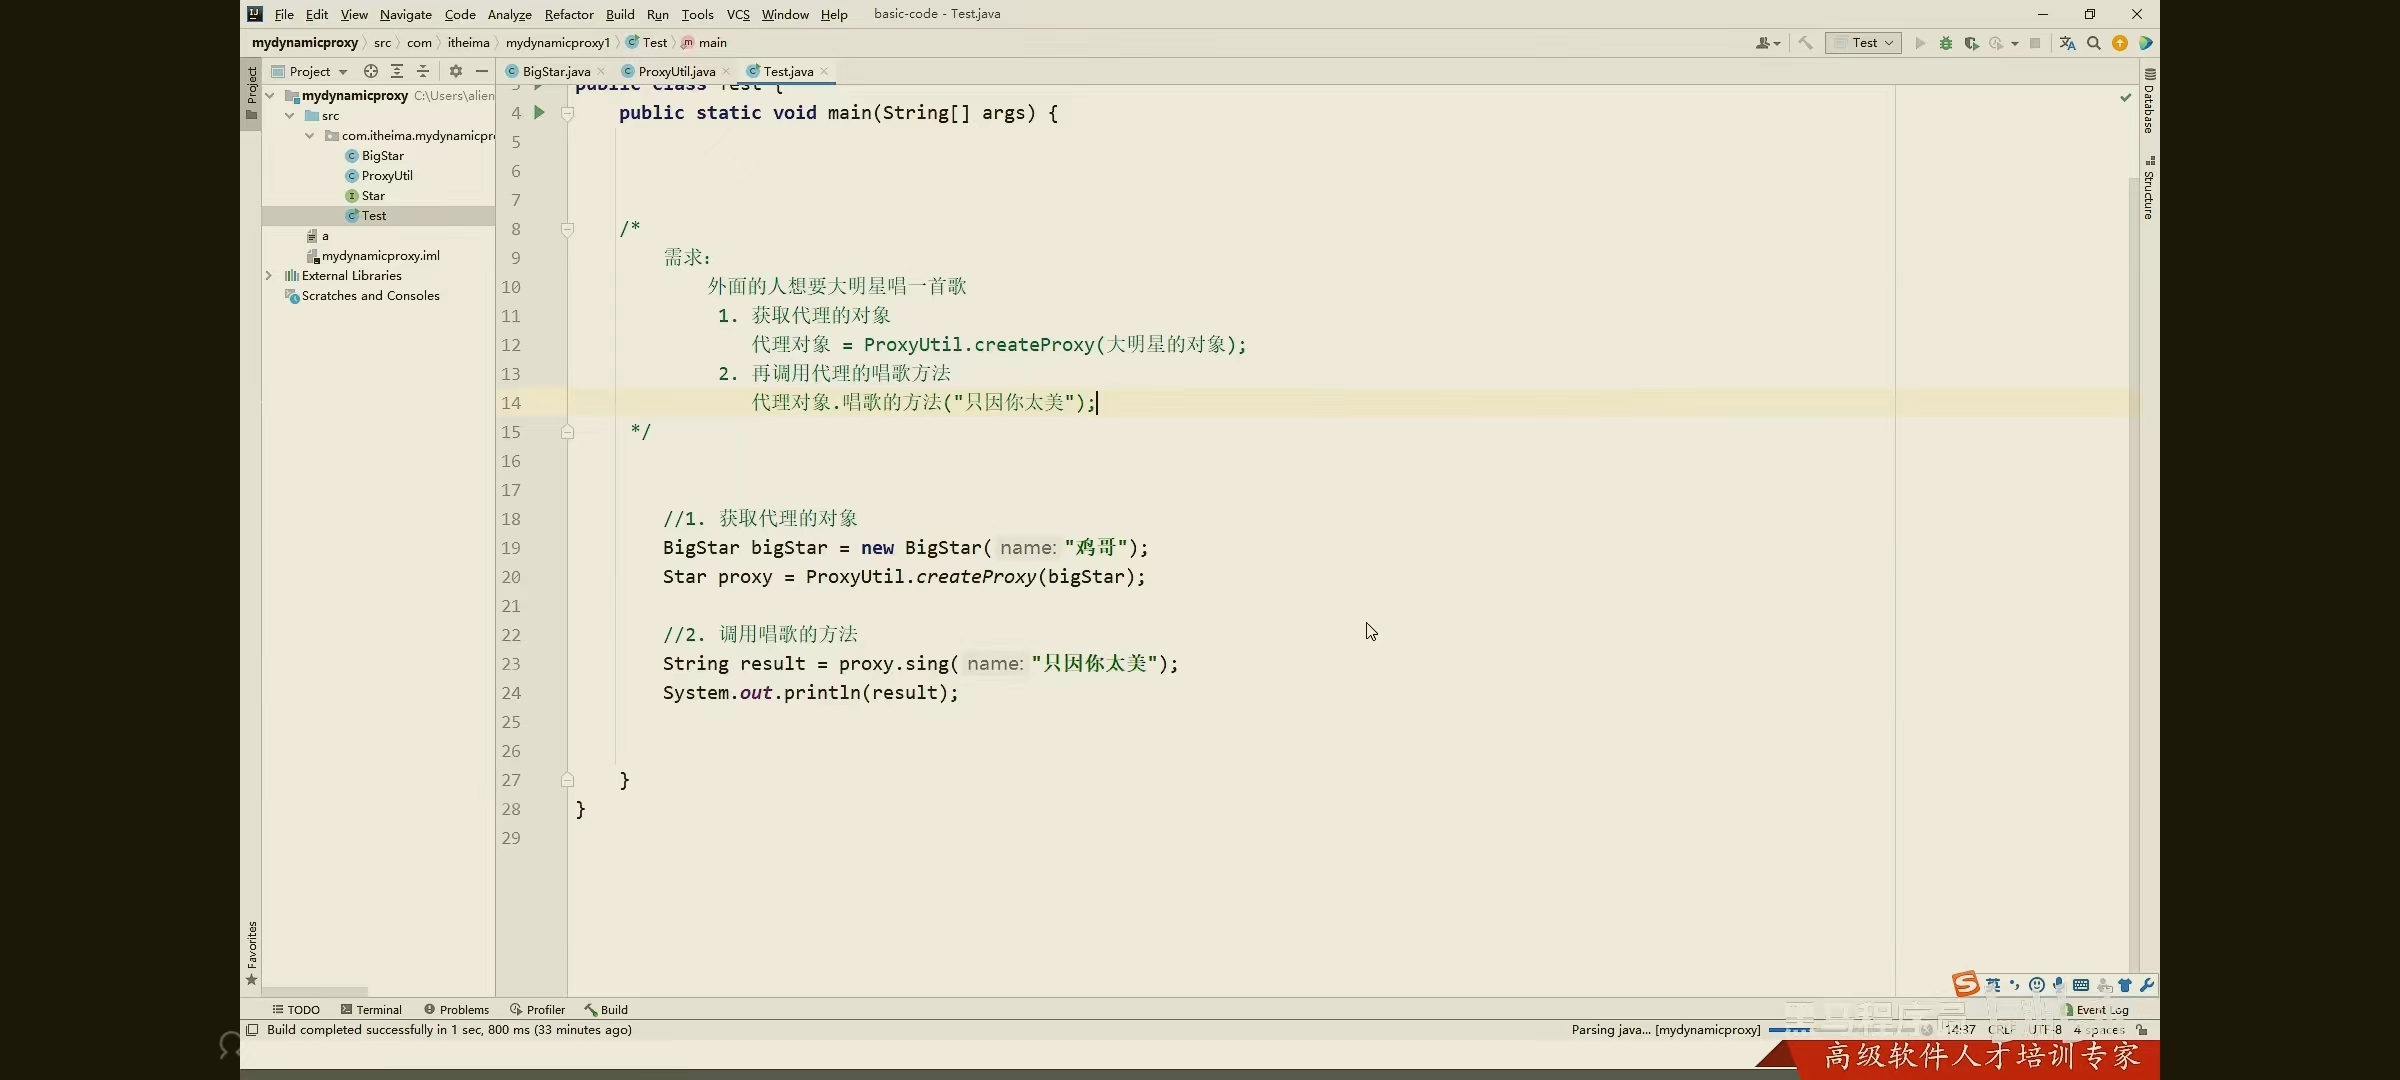 File Edit View Navigate Code Analyze Refactor Build Run Tools VCS Window Help basic-code - Test.java
mydynamicproxy src com itheima mydynamicproxy1 Test main Test
Project BigStar.java ProxyUtil.java Test.java
Project
mydynamicproxy C:\Users\alien
src
com.itheima.mydynamicpr
BigStar
ProxyUtil
Star
Test
a
mydynamicproxy.iml
External Libraries
Scratches and Consoles
3 public class Test {
4 public static void main(String[] args) {
5
6
7
8 /*
9 需求:
10 外面的人想要大明星唱一首歌
11 1. 获取代理的对象
12 代理对象 = ProxyUtil.createProxy(大明星的对象);
13 2. 再调用代理的唱歌方法
14 代理对象.唱歌的方法("只因你太美");
15 */
16
17
18 //1. 获取代理的对象
19 BigStar bigStar = new BigStar( name: "鸡哥");
20 Star proxy = ProxyUtil.createProxy(bigStar);
21
22 //2. 调用唱歌的方法
23 String result = proxy.sing( name: "只因你太美");
24 System.out.println(result);
25
26
27 }
28 }
29
Database
Structure
Favorites
英
TODO Terminal Problems Profiler Build Event Log
Build completed successfully in 1 sec, 800 ms (33 minutes ago) Parsing java... [mydynamicproxy] 14:37 CRLF UTF-8 4 spaces
高级软件人才培训专家